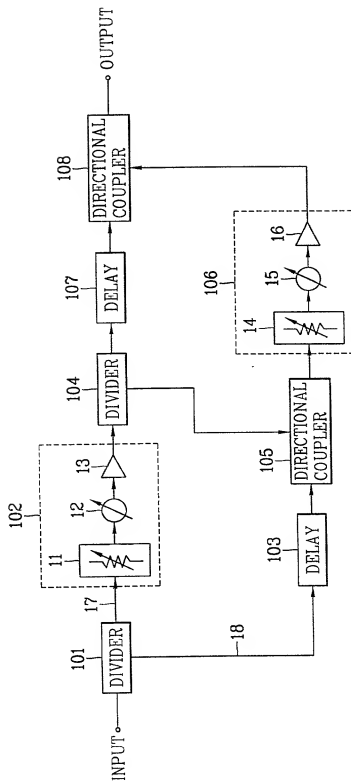 INPUT
101
DIVIDER
17
102
11
12
13
104
DIVIDER
107
DELAY
108
DIRECTIONAL
COUPLER
OUTPUT
18
103
DELAY
105
DIRECTIONAL
COUPLER
106
14
15
16